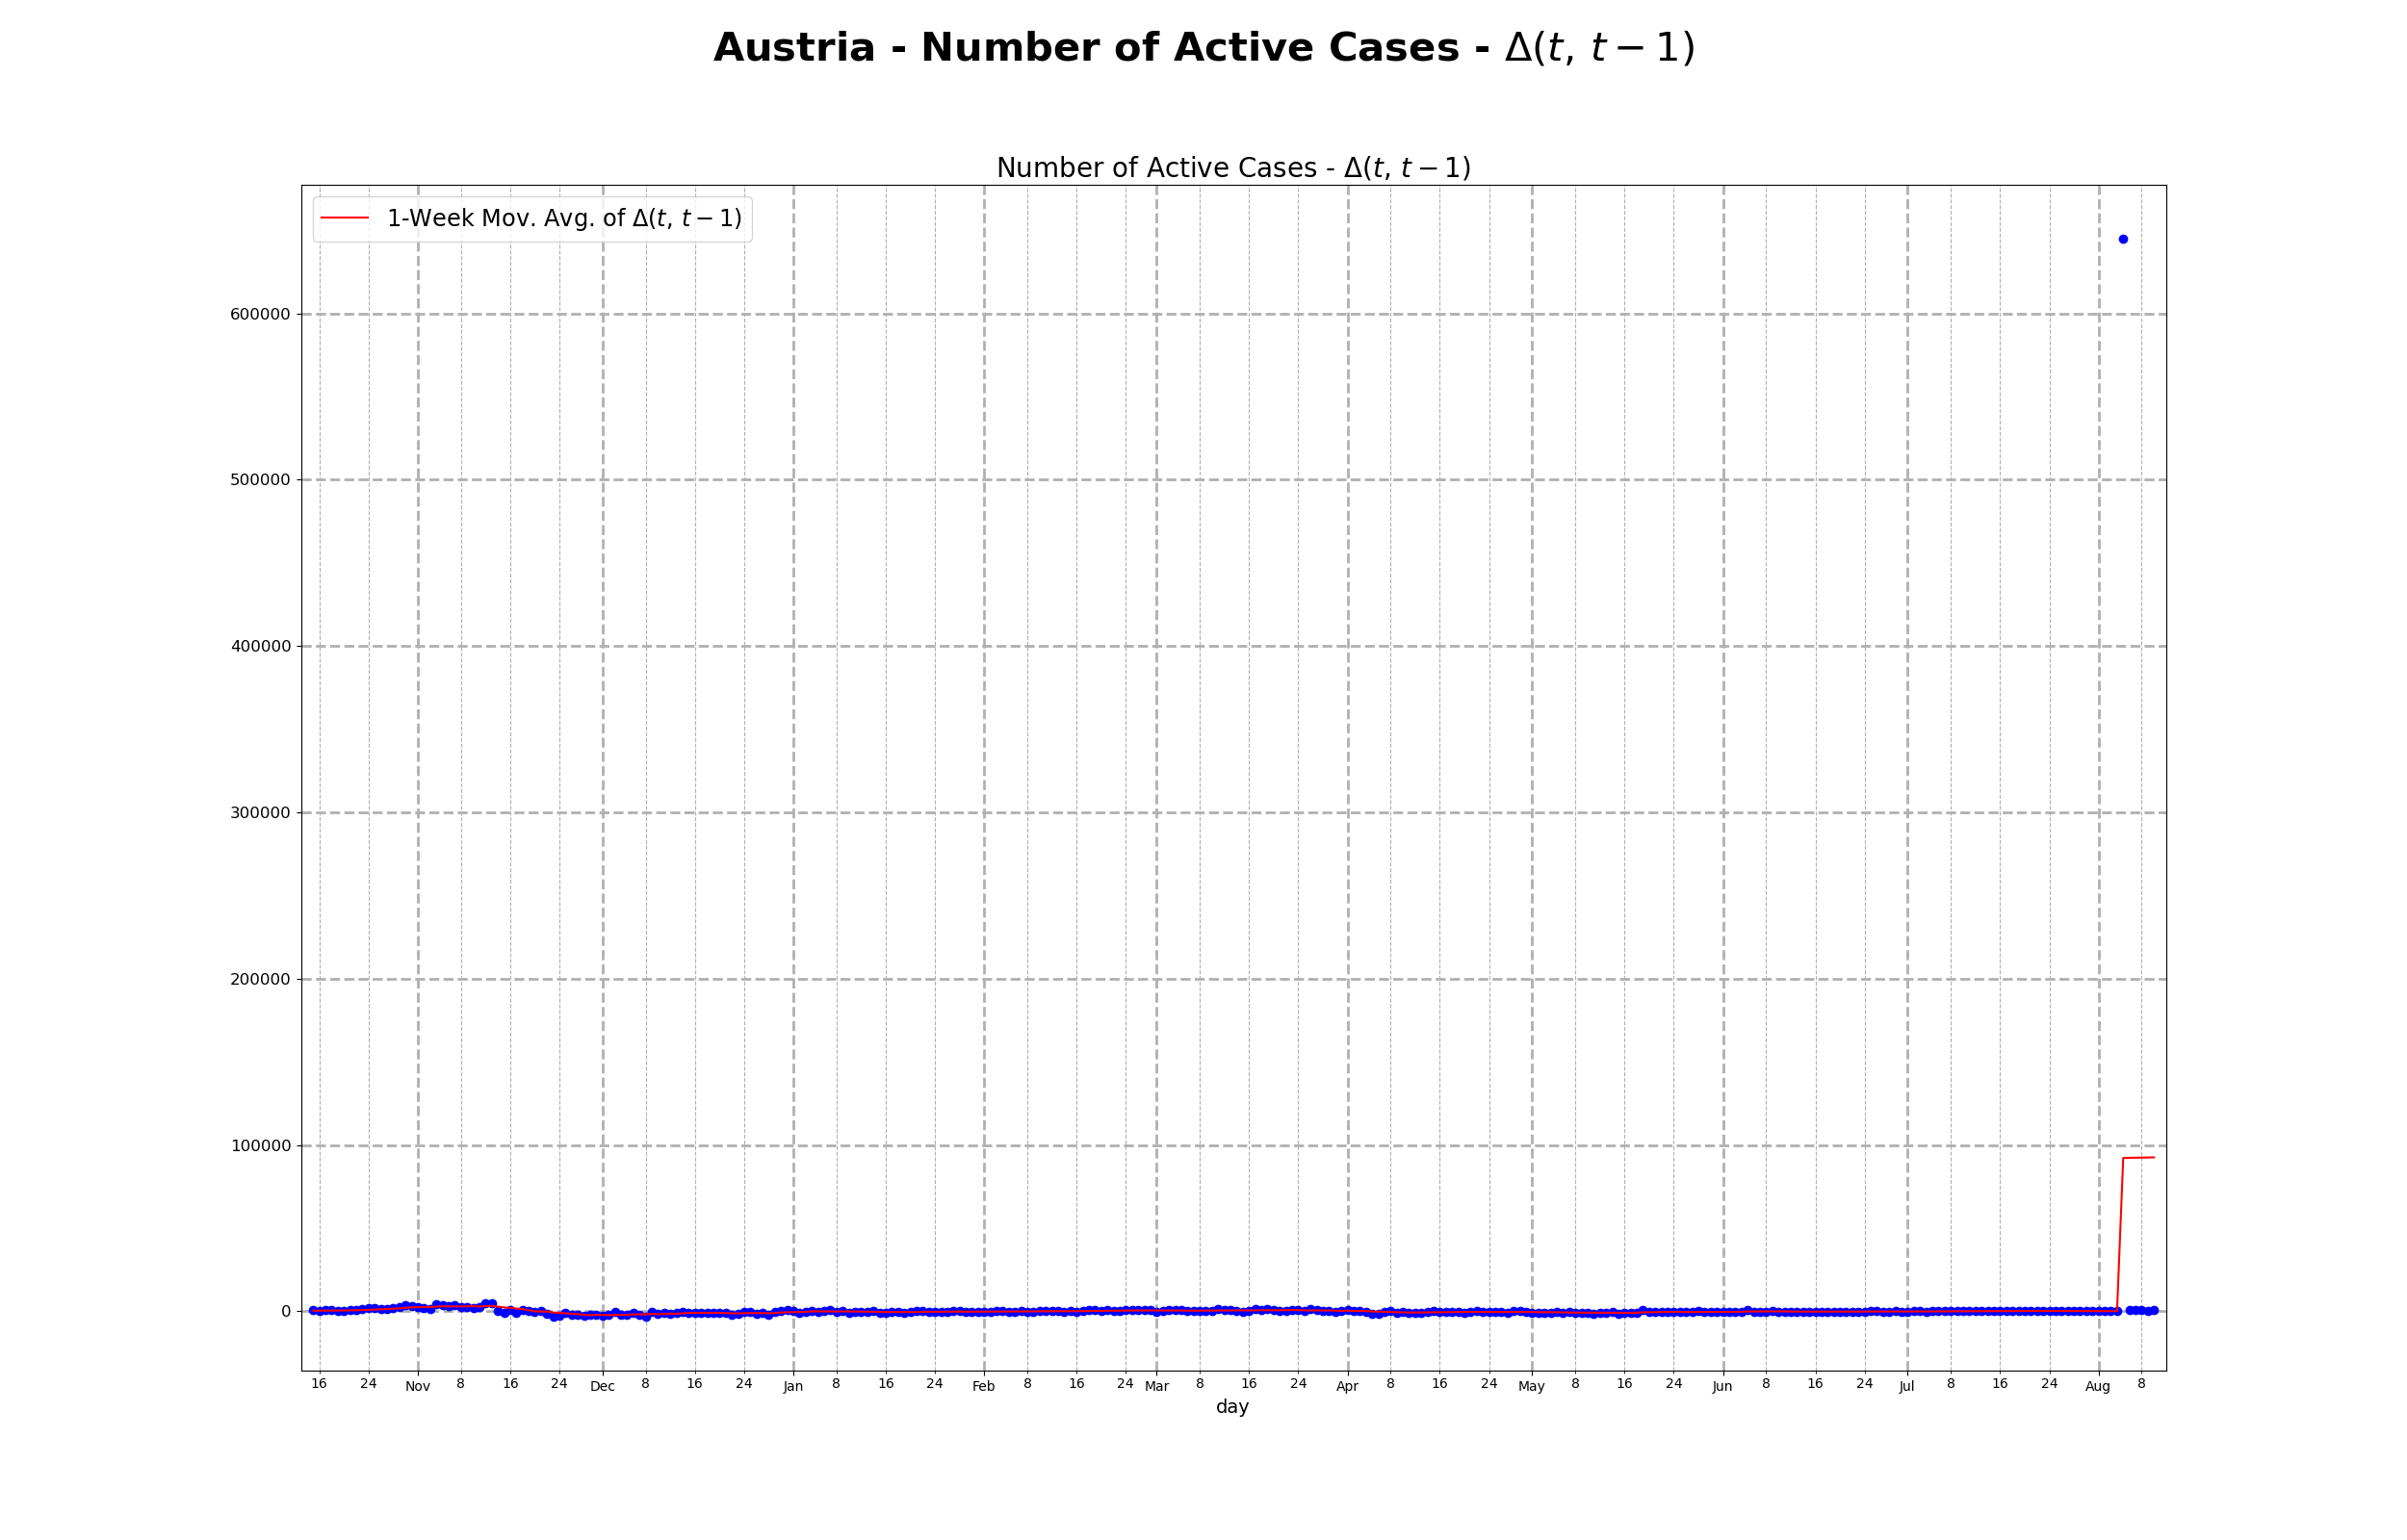 Austria - Number of Active Cases - Δ(t, t − 1)
Number of Active Cases - Δ(t, t − 1)
1-Week Mov. Avg. of Δ(t, t − 1)
600000
500000
400000
300000
200000
100000
0
16 24 Nov 8 16 24 Dec 8 16 24 Jan 8 16 24 Feb 8 16 24 Mar 8 16 24 Apr 8 16 24 May 8 16 24 Jun 8 16 24 Jul 8 16 24 Aug 8
day